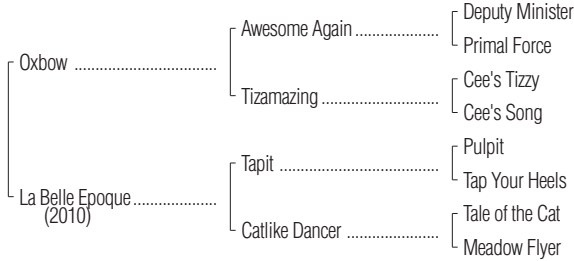 Deputy Minister
Awesome Again ....................
Primal Force
Oxbow ..................................
Cee's Tizzy
Tizamazing ............................
Cee's Song
Pulpit
Tapit ......................................
Tap Your Heels
La Belle Epoque ....................
(2010)
Tale of the Cat
Catlike Dancer ......................
Meadow Flyer